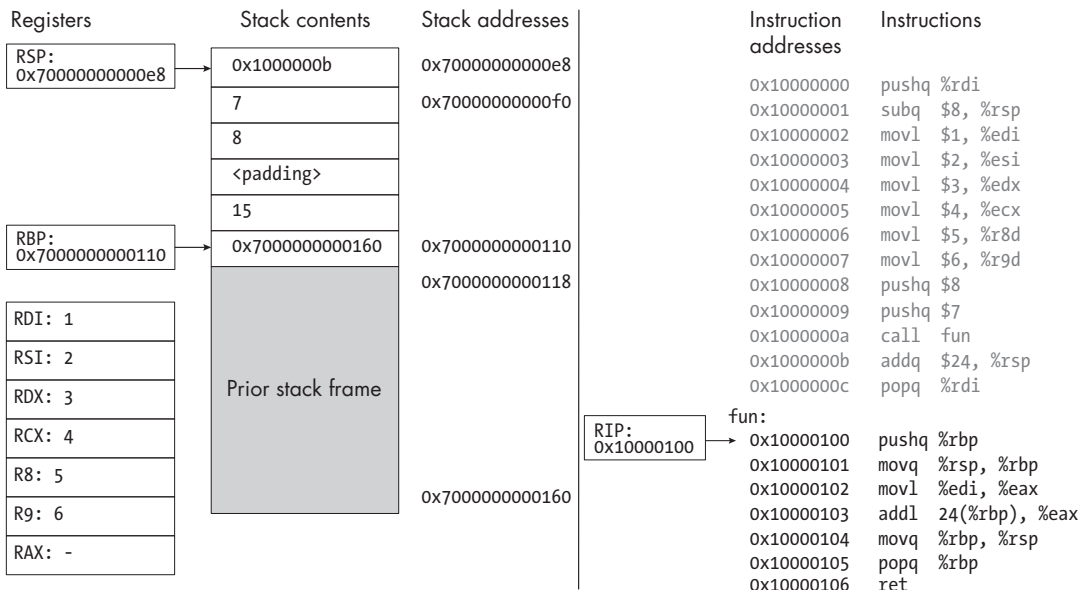 Registers
RSP:
0x70000000000e8
RBP:
0x7000000000110
RDI: 1
RSI: 2
RDX: 3
RCX: 4
R8: 5
R9: 6
RAX: -
Stack contents
0x1000000b
7
8
<padding>
15
0x7000000000160
Prior stack frame
Stack addresses
0x70000000000e8
0x70000000000f0
0x7000000000110
0x7000000000118
0x7000000000160
Instruction addresses
Instructions
0x10000000 pushq %rdi
0x10000001 subq $8, %rsp
0x10000002 movl $1, %edi
0x10000003 movl $2, %esi
0x10000004 movl $3, %edx
0x10000005 movl $4, %ecx
0x10000006 movl $5, %r8d
0x10000007 movl $6, %r9d
0x10000008 pushq $8
0x10000009 pushq $7
0x1000000a call fun
0x1000000b addq $24, %rsp
0x1000000c popq %rdi
RIP:
0x10000100
fun:
0x10000100 pushq %rbp
0x10000101 movq %rsp, %rbp
0x10000102 movl %edi, %eax
0x10000103 addl 24(%rbp), %eax
0x10000104 movq %rbp, %rsp
0x10000105 popq %rbp
0x10000106 ret